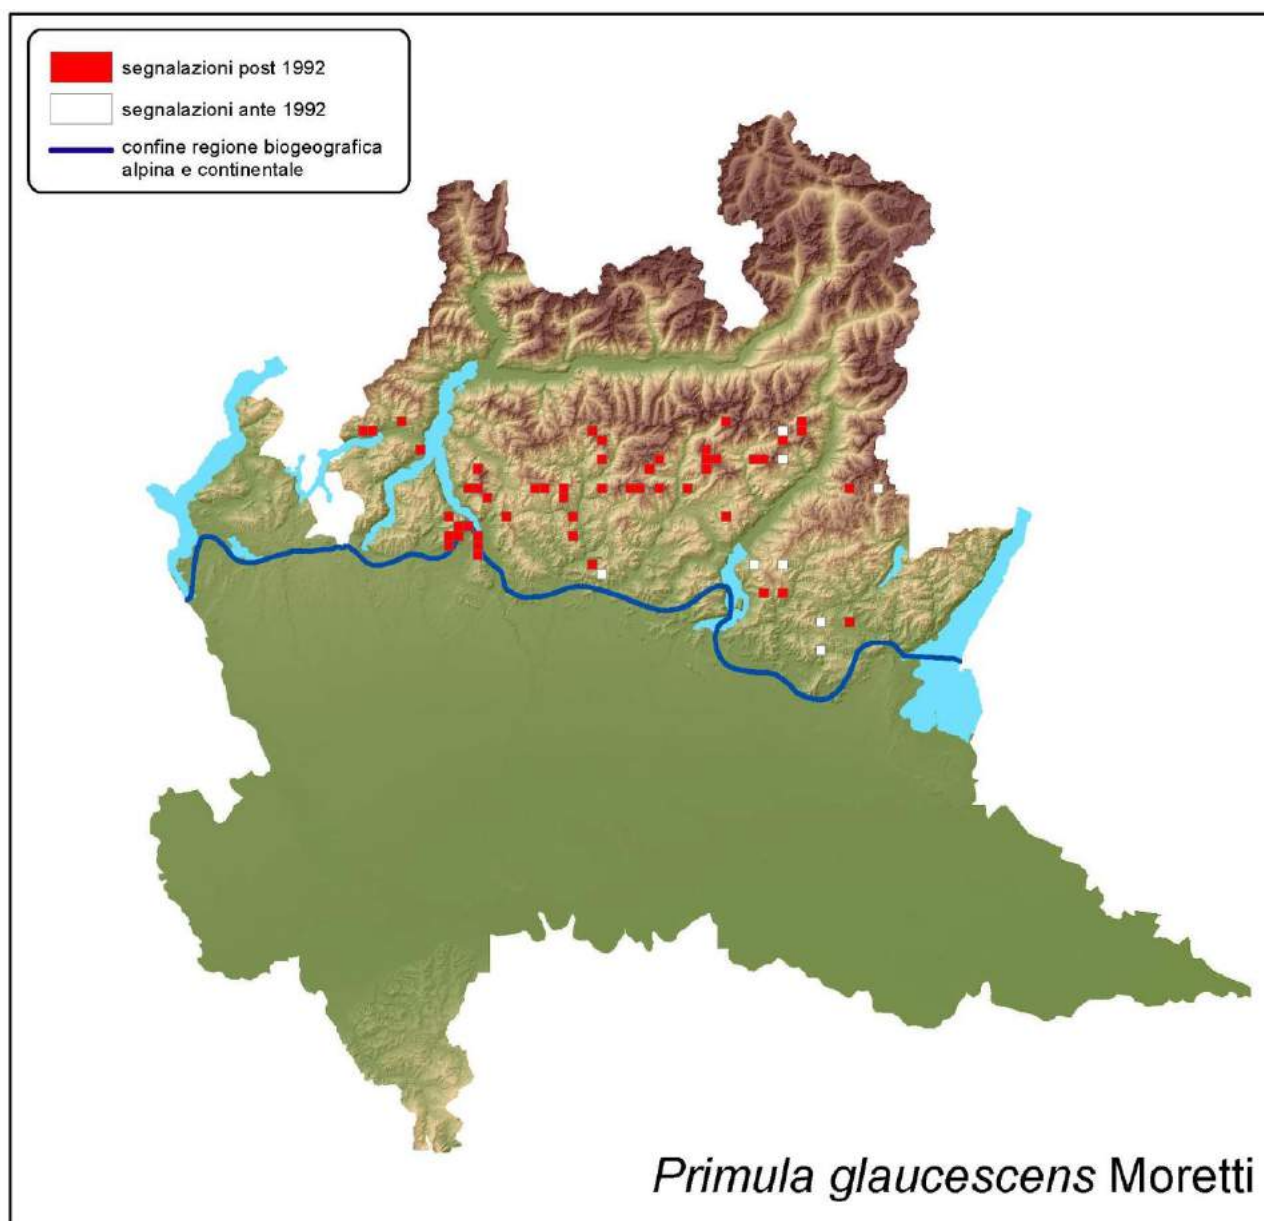 segnalazioni post 1992
segnalazioni ante 1992
confine regione biogeografica
alpina e continentale
Primula glaucescens Moretti